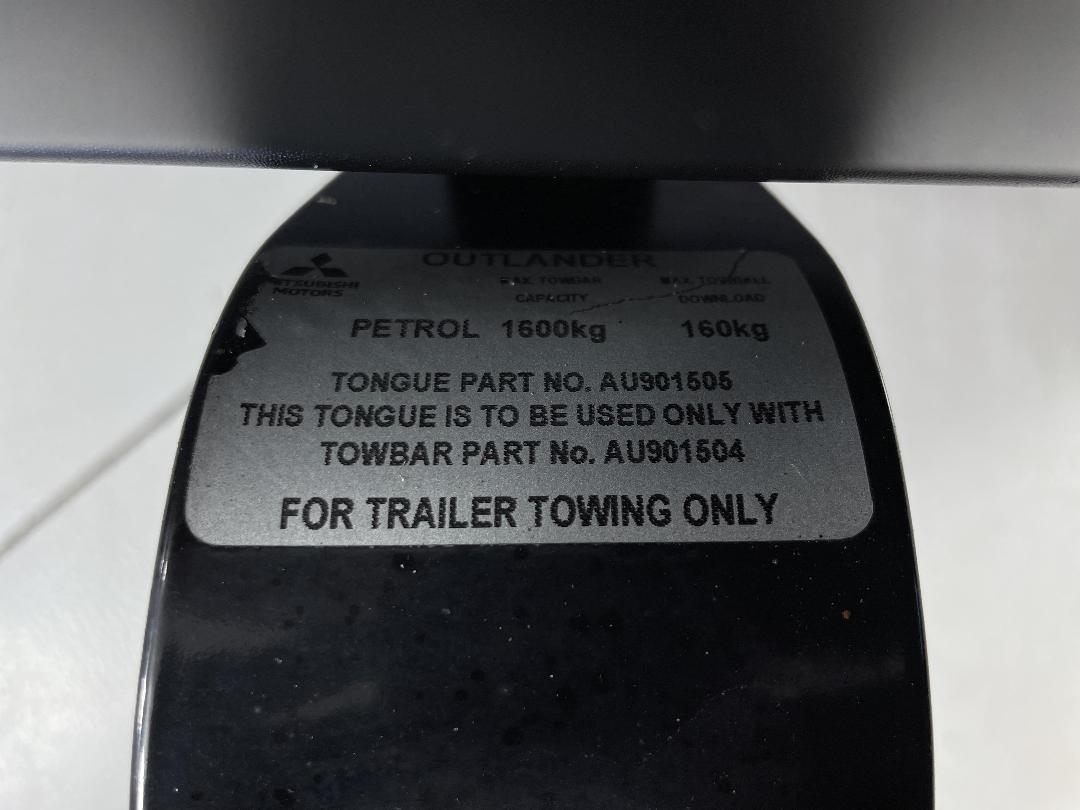 OUTLANDER
MITSUBISHI
MOTORS
MAX. TOWBAR MAX. TOWBALL
CAPACITY DOWNLOAD
PETROL 1600kg 160kg
TONGUE PART NO. AU901505
THIS TONGUE IS TO BE USED ONLY WITH
TOWBAR PART No. AU901504
FOR TRAILER TOWING ONLY